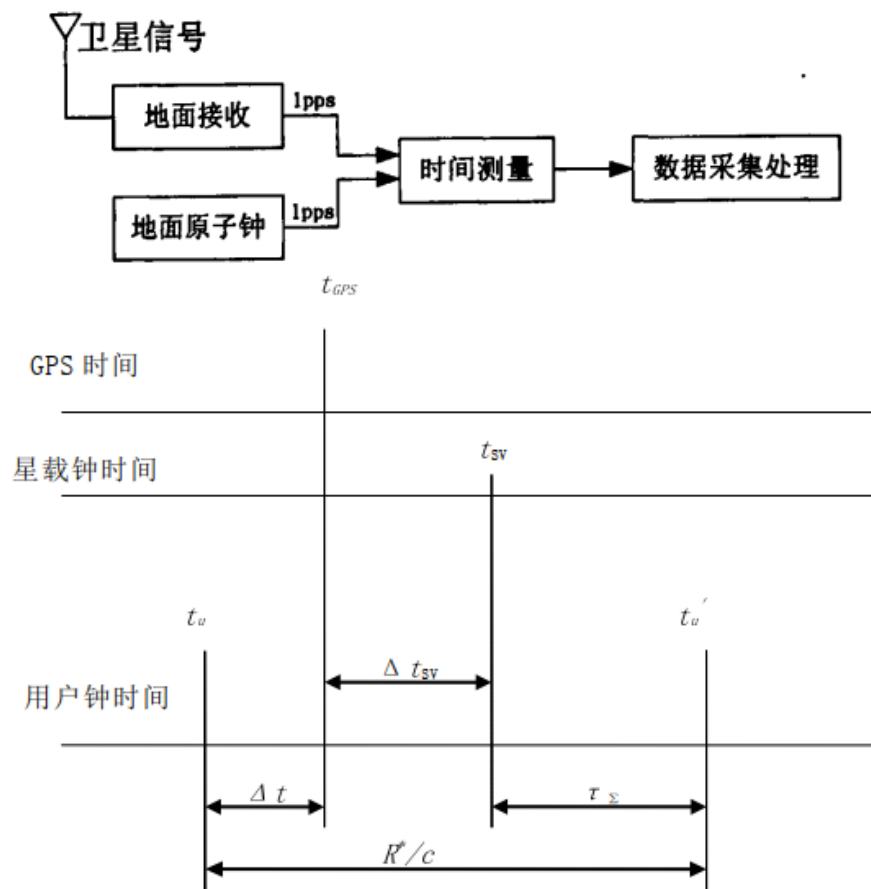 卫星信号
地面接收
1pps
时间测量
数据采集处理
地面原子钟
1pps
t_GPS
GPS 时间
t_SV
星载钟时间
t_u
t_u′
Δ t_SV
用户钟时间
Δ t
τ_Σ
R*/c